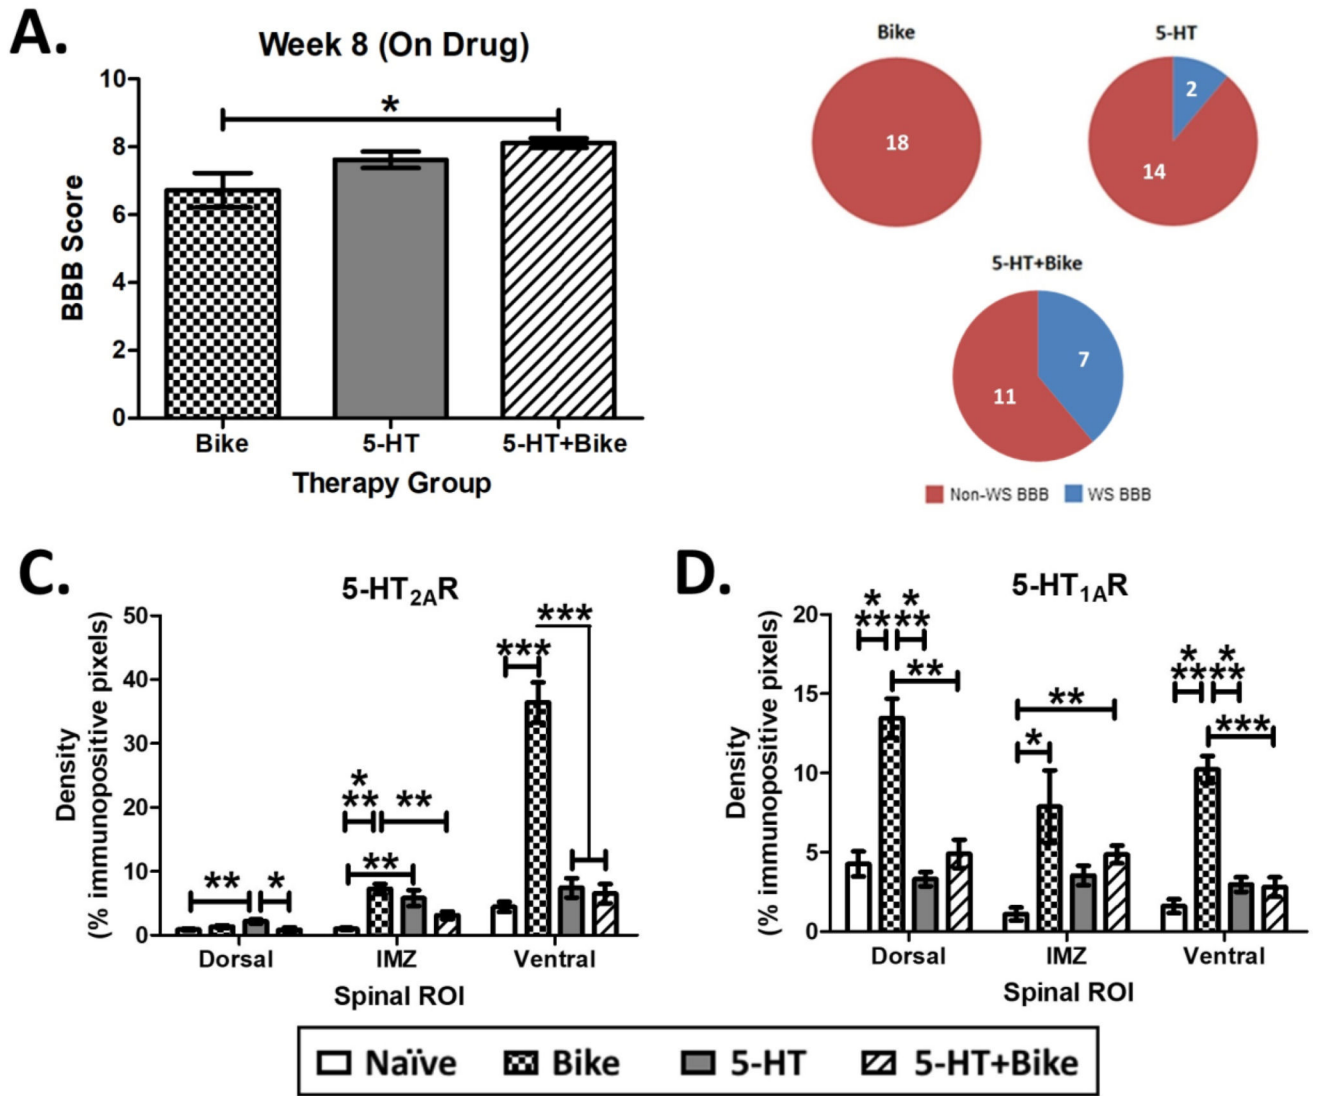 A.
Week 8 (On Drug)
BBB Score
10
8
6
4
2
0
*
Bike
5-HT
5-HT+Bike
Therapy Group
Bike
18
5-HT
2
14
5-HT+Bike
7
11
Non-WS BBB
WS BBB
C.
5-HT2AR
Density
(% immunopositive pixels)
50
40
30
20
10
0
**
*
*
**
**
**
***
***
Dorsal
IMZ
Ventral
Spinal ROI
D.
5-HT1AR
Density
(% immunopositive pixels)
20
15
10
5
0
* *
** **
**
**
*
* *
** **
***
Dorsal
IMZ
Ventral
Spinal ROI
Naïve
Bike
5-HT
5-HT+Bike